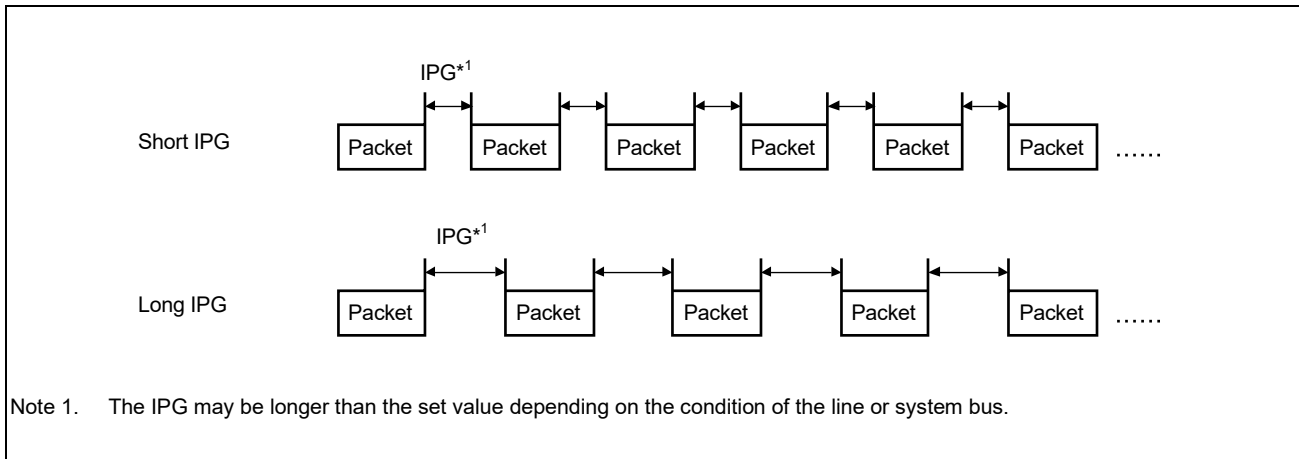 IPG*1
Short IPG
Packet Packet Packet Packet Packet Packet ......
IPG*1
Long IPG
Packet Packet Packet Packet Packet ......
Note 1. The IPG may be longer than the set value depending on the condition of the line or system bus.